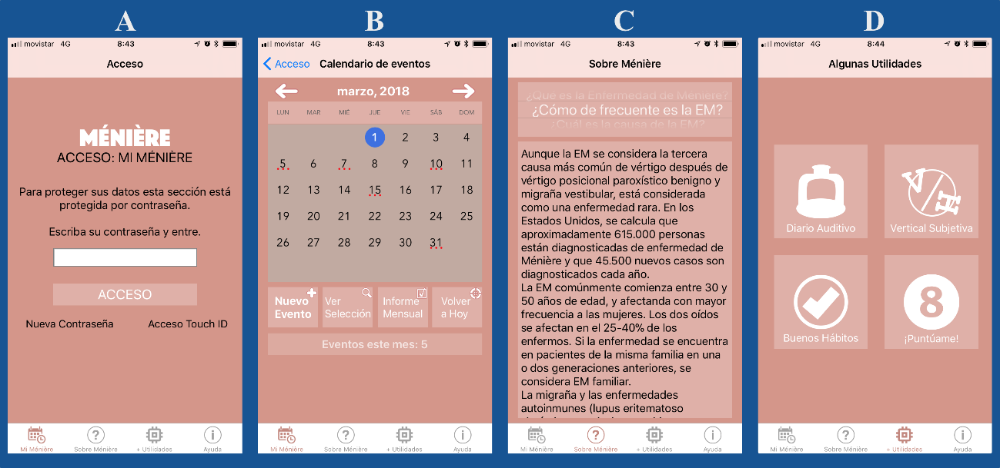 A
movistar 4G 8:43
Acceso
MÉNIÈRE
ACCESO: MI MÉNIÈRE
Para proteger sus datos esta sección está
protegida por contraseña.
Escriba su contraseña y entre.
ACCESO
Nueva Contraseña Acceso Touch ID
Mi Ménière Sobre Ménière + Utilidades Ayuda
B
movistar 4G 8:43
Acceso Calendario de eventos
marzo, 2018
LUN MAR MIÉ JUE VIE SÁB DOM
1 2 3 4
5 6 7 8 9 10 11
12 13 14 15 16 17 18
19 20 21 22 23 24 25
26 27 28 29 30 31
Nuevo Ver Informe Volver
Evento Selección Mensual a Hoy
Eventos este mes: 5
Mi Ménière Sobre Ménière + Utilidades Ayuda
C
movistar 4G 8:43
Sobre Ménière
¿Qué es la Enfermedad de Ménière?
¿Cómo de frecuente es la EM?
¿Cuál es la causa de la EM?
Aunque la EM se considera la tercera
causa más común de vértigo después de
vértigo posicional paroxístico benigno y
migraña vestibular, está considerada
como una enfermedad rara. En los
Estados Unidos, se calcula que
aproximadamente 615.000 personas
están diagnosticadas de enfermedad de
Ménière y que 45.500 nuevos casos son
diagnosticados cada año.
La EM comúnmente comienza entre 30 y
50 años de edad, y afectanda con mayor
frecuencia a las mujeres. Los dos oídos
se afectan en el 25-40% de los
enfermos. Si la enfermedad se encuentra
en pacientes de la misma familia en una
o dos generaciones anteriores, se
considera EM familiar.
La migraña y las enfermedades
autoinmunes (lupus eritematoso
Mi Ménière Sobre Ménière + Utilidades Ayuda
D
movistar 4G 8:44
Algunas Utilidades
Diario Auditivo Vertical Subjetiva
8
Buenos Hábitos ¡Puntúame!
Mi Ménière Sobre Ménière + Utilidades Ayuda